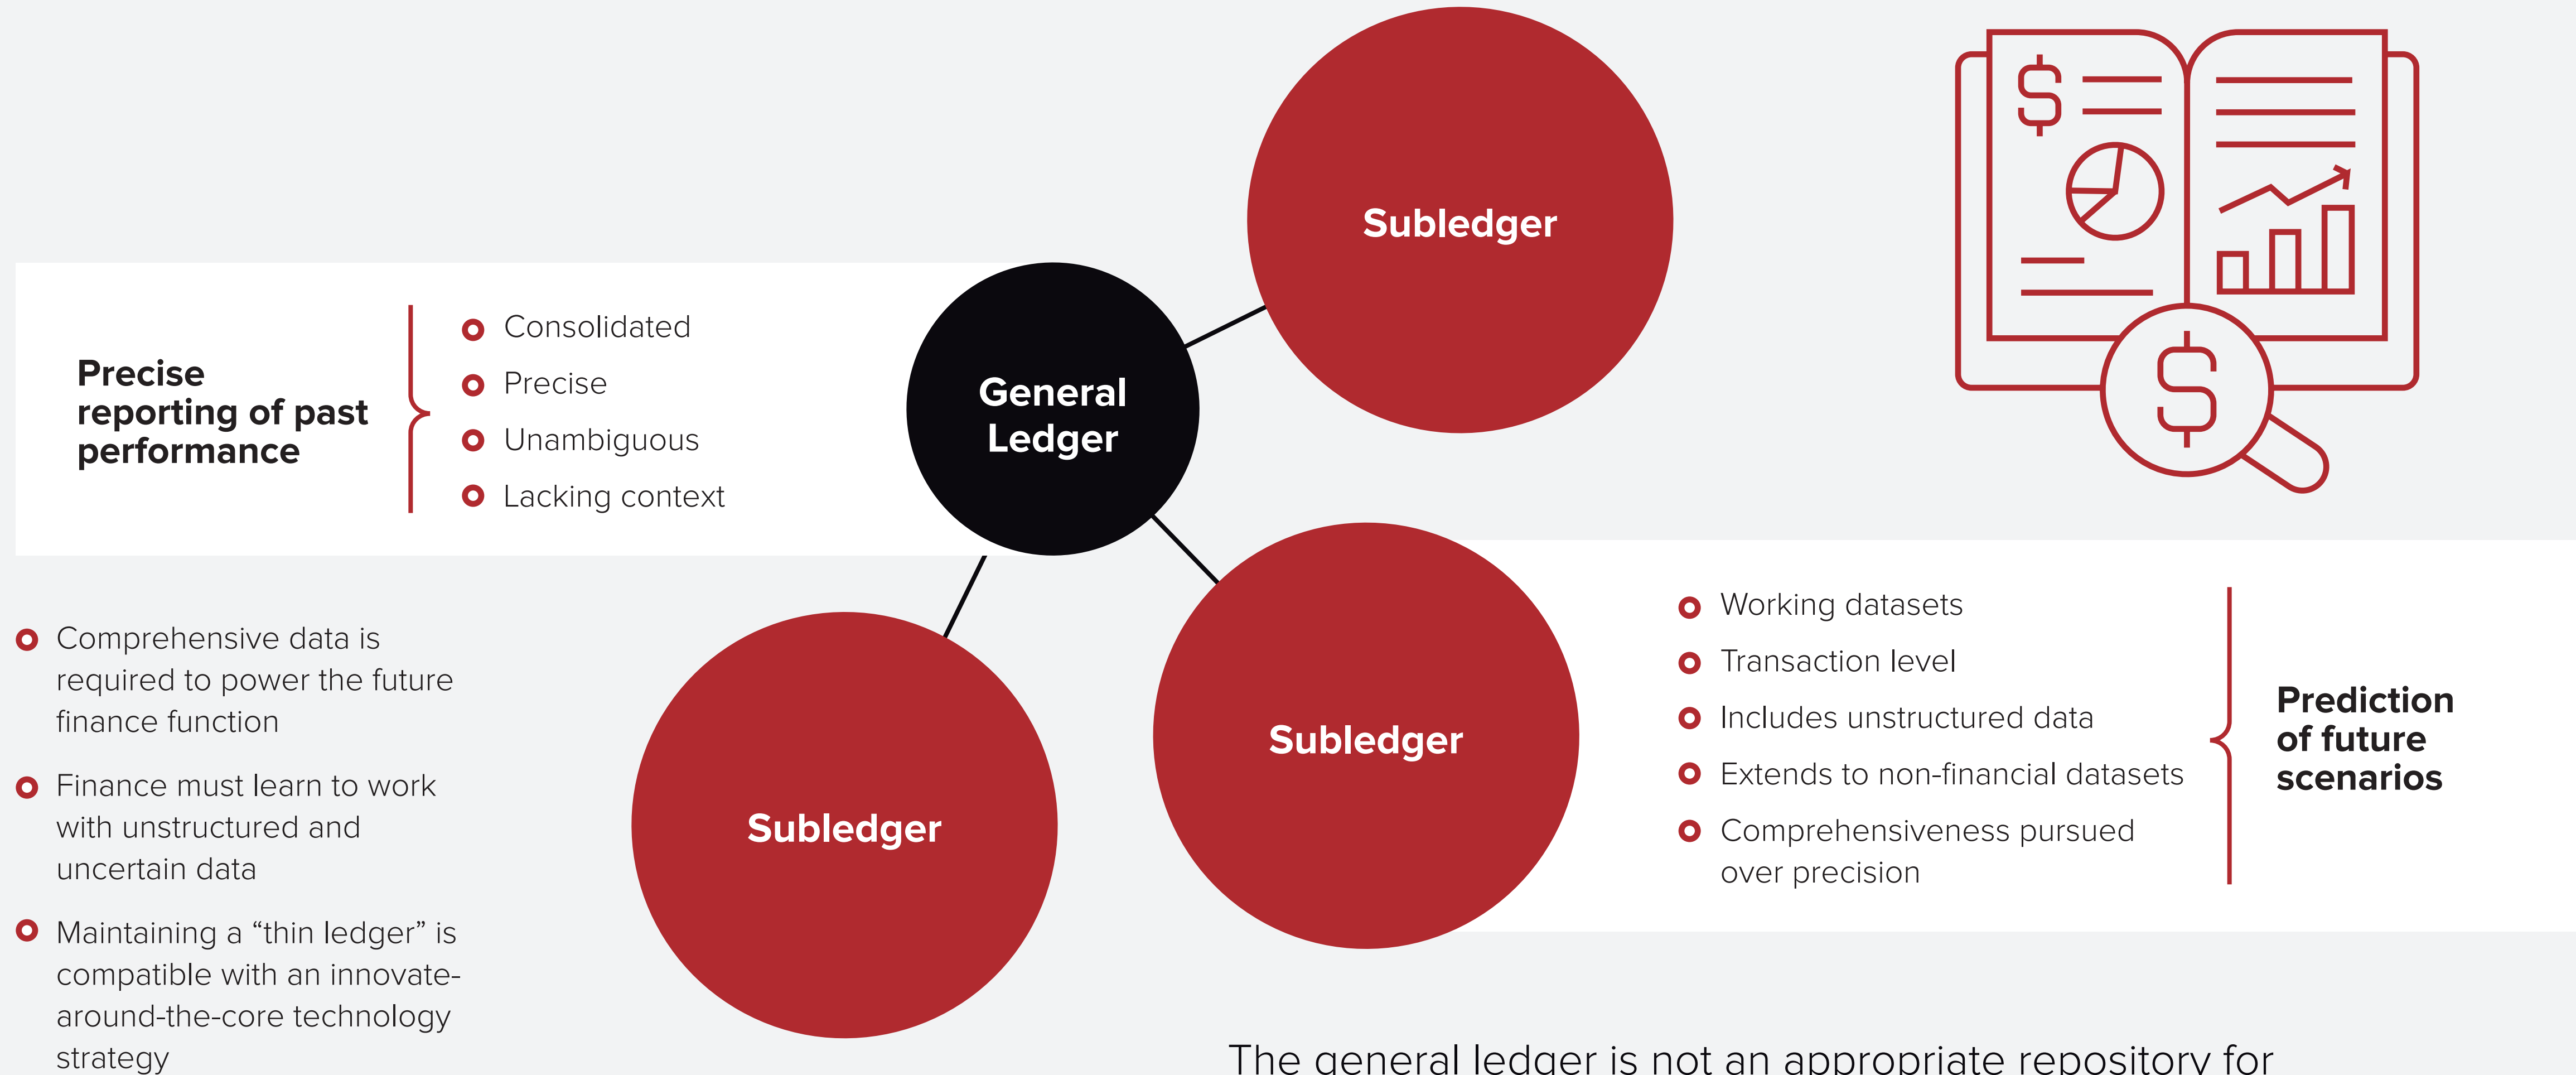 Subledger
Precise
reporting of past
performance
Consolidated
Precise
Unambiguous
Lacking context
General
Ledger
Comprehensive data is
required to power the future
finance function
Finance must learn to work
with unstructured and
uncertain data
Maintaining a “thin ledger” is
compatible with an innovate-
around-the-core technology
strategy
Subledger
Subledger
Working datasets
Transaction level
Includes unstructured data
Extends to non-financial datasets
Comprehensiveness pursued
over precision
Prediction
of future
scenarios
The general ledger is not an appropriate repository for
$
$